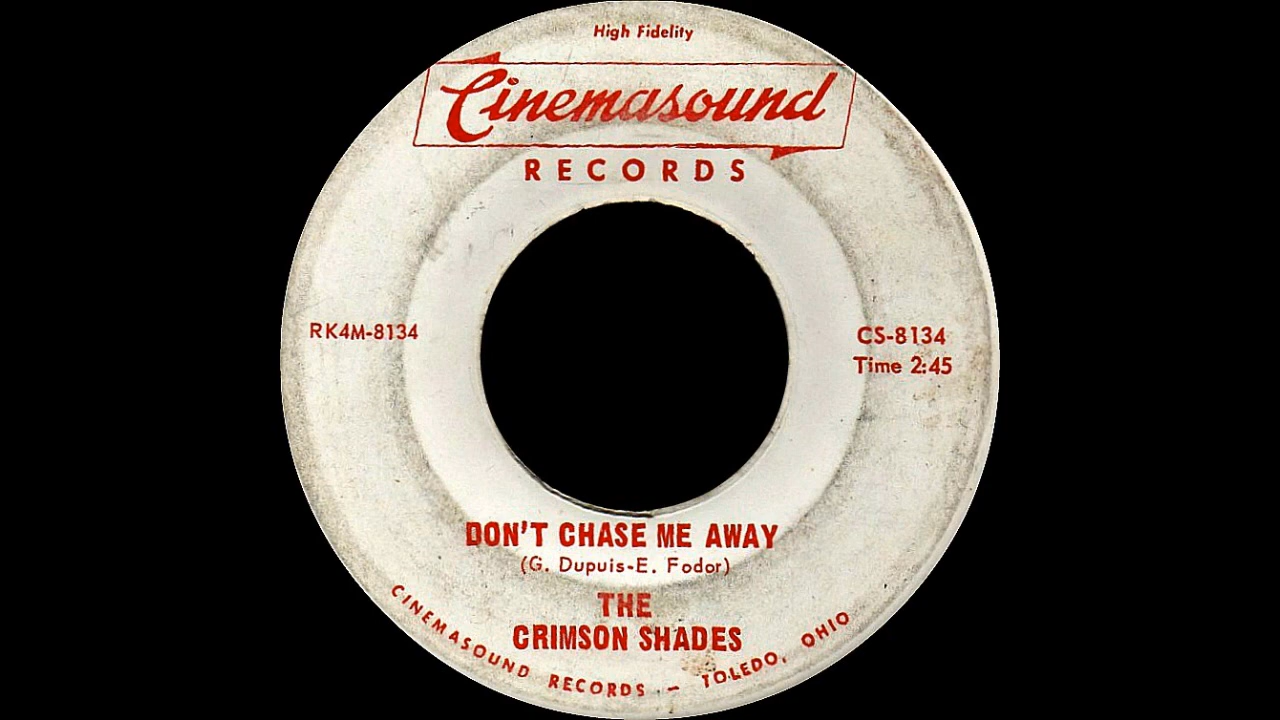 High Fidelity
Cinemasound
RECORDS
RK4M-8134
CS-8134
Time 2:45
DON'T CHASE ME AWAY
(G. Dupuis-E. Fodor)
THE
CRIMSON SHADES
CINEMASOUND RECORDS - TOLEDO, OHIO